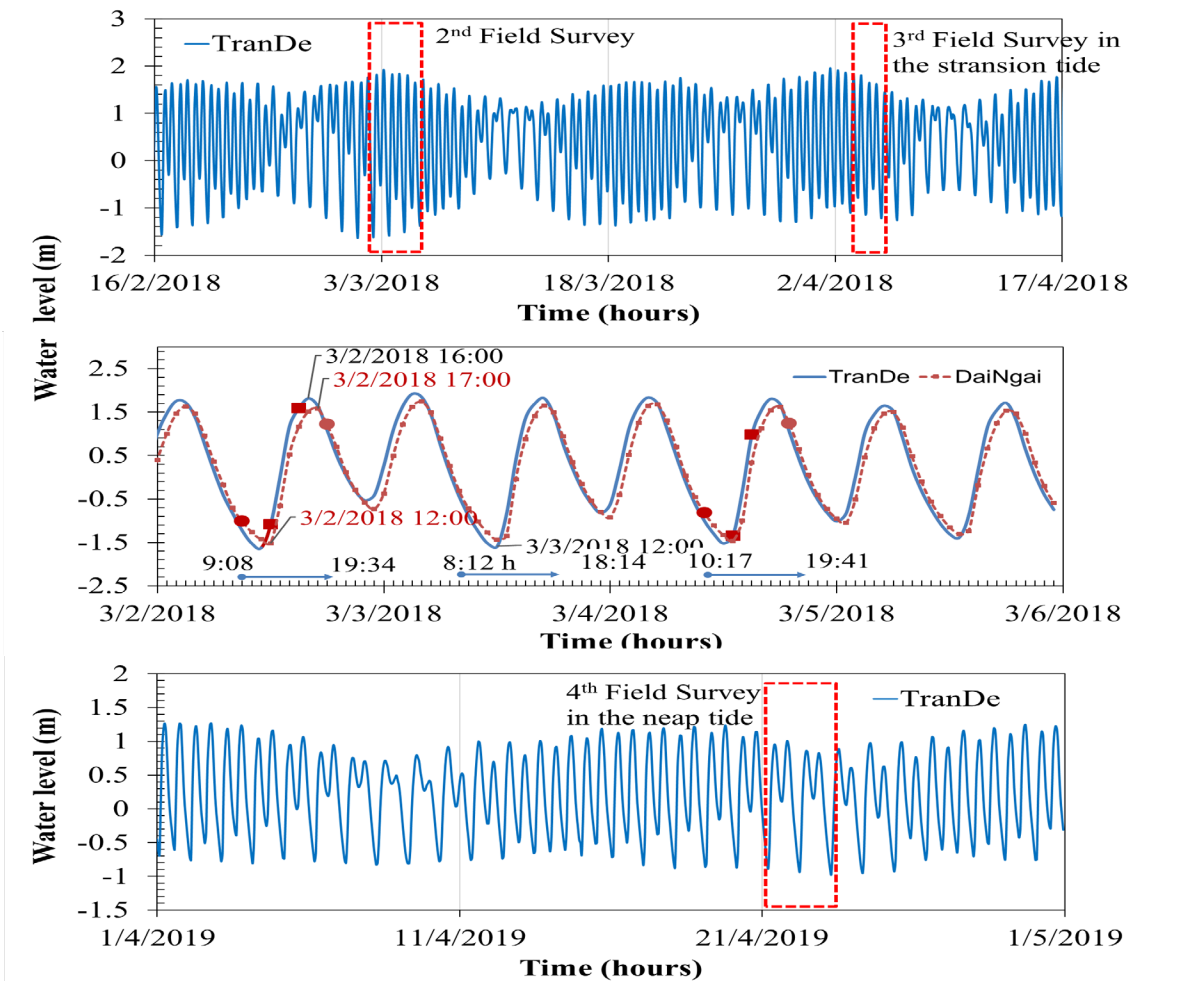 3
2
1
0
-1
-2
TranDe
2nd Field Survey
3rd Field Survey in
the stransion tide
16/2/2018 3/3/2018 18/3/2018 2/4/2018 17/4/2018
Time (hours)
Water level (m)
2.5
1.5
0.5
-0.5
-1.5
-2.5
3/2/2018 16:00
3/2/2018 17:00
TranDe DaiNgai
3/2/2018 12:00
3/3/2018 12:00
9:08 19:34 8:12 h 18:14 10:17 19:41
3/2/2018 3/3/2018 3/4/2018 3/5/2018 3/6/2018
Time (hours)
Water level (m)
2
1.5
1
0.5
0
-0.5
-1
-1.5
4th Field Survey
in the neap tide
TranDe
1/4/2019 11/4/2019 21/4/2019 1/5/2019
Time (hours)